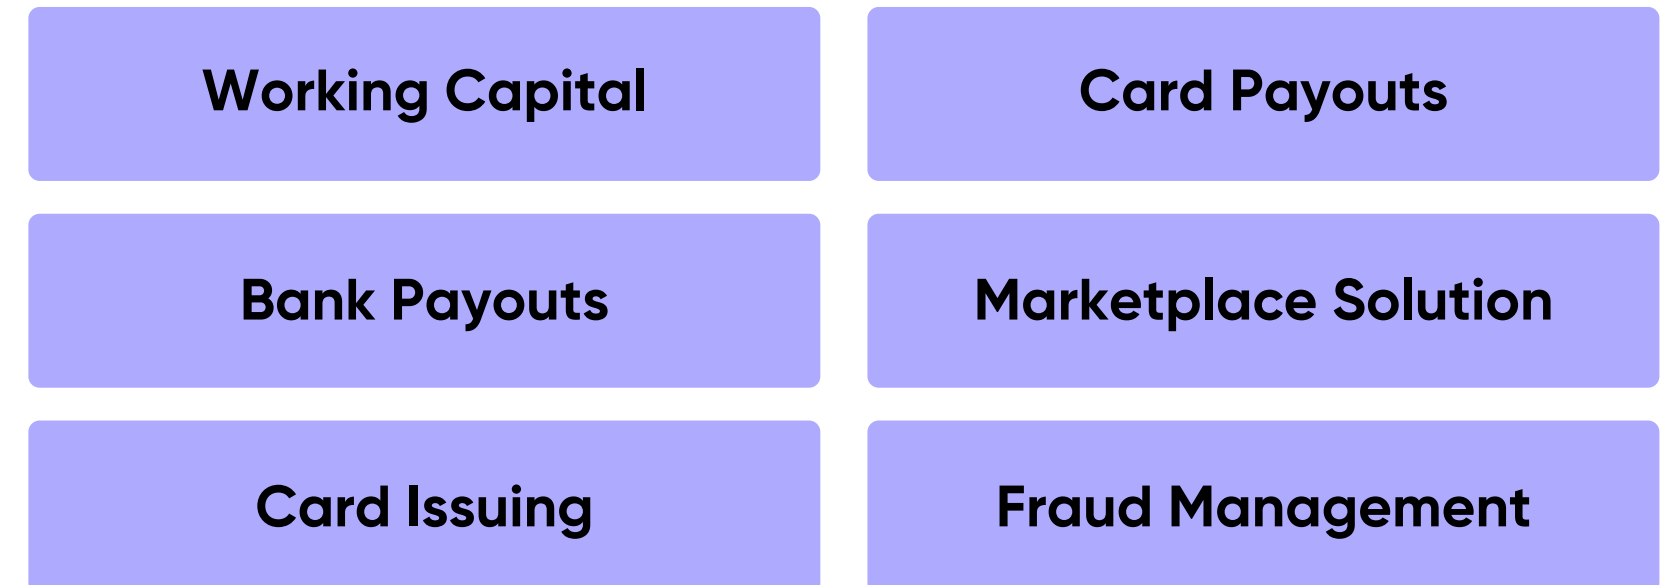 Working Capital
Card Payouts
Bank Payouts
Marketplace Solution
Card Issuing
Fraud Management